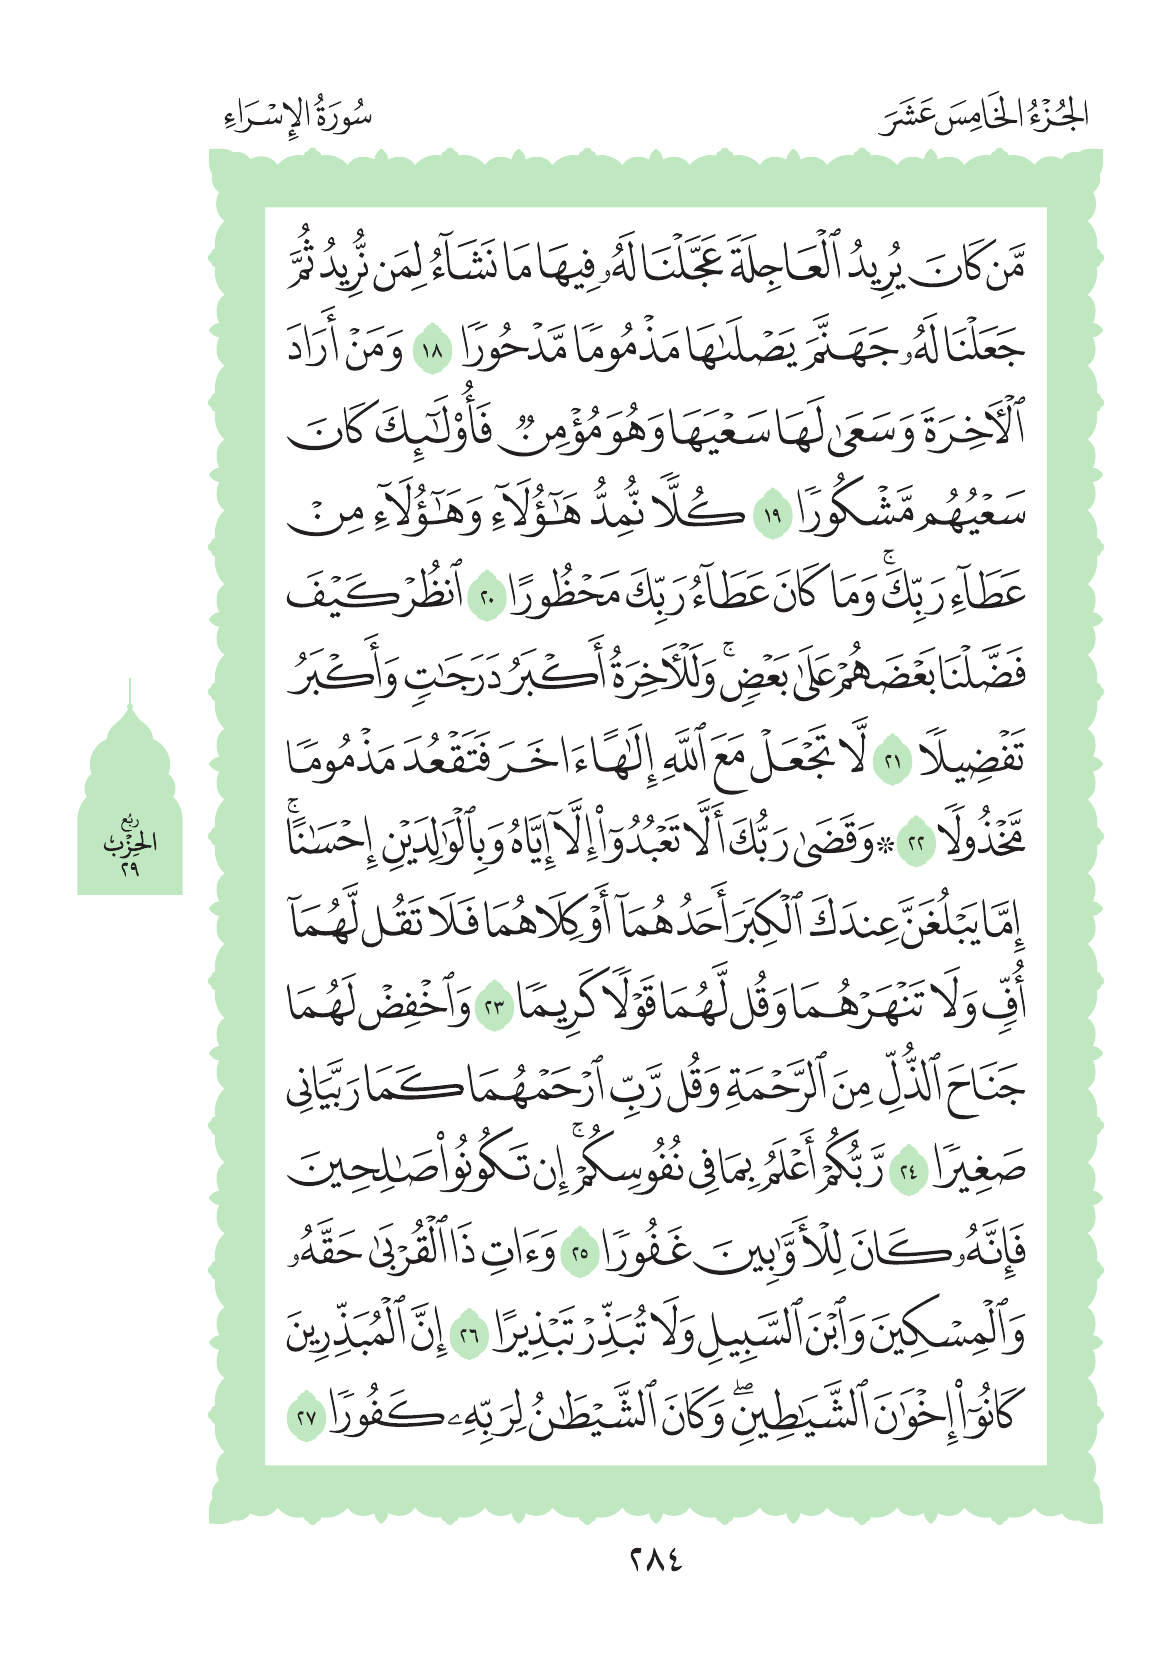 الجُزْءُ الخَامِسَ عَشَرَ
سُورَةُ الإِسْرَاءِ
مَّن كَانَ يُرِيدُ ٱلْعَاجِلَةَ عَجَّلْنَا لَهُۥ فِيهَا مَا نَشَآءُ لِمَن نُّرِيدُ ثُمَّ
جَعَلْنَا لَهُۥ جَهَنَّمَ يَصْلَىٰهَا مَذْمُومًا مَّدْحُورًا ١٨ وَمَنْ أَرَادَ
ٱلْأَخِرَةَ وَسَعَىٰ لَهَا سَعْيَهَا وَهُوَ مُؤْمِنٌ فَأُوْلَٰٓئِكَ كَانَ
سَعْيُهُم مَّشْكُورًا ١٩ كُلًّا نُّمِدُّ هَٰٓؤُلَآءِ وَهَٰٓؤُلَآءِ مِنْ
عَطَآءِ رَبِّكَۚ وَمَا كَانَ عَطَآءُ رَبِّكَ مَحْظُورًا ٢٠ ٱنظُرْ كَيْفَ
فَضَّلْنَا بَعْضَهُمْ عَلَىٰ بَعْضٍۚ وَلَلْأَخِرَةُ أَكْبَرُ دَرَجَٰتٍ وَأَكْبَرُ
تَفْضِيلًا ٢١ لَّا تَجْعَلْ مَعَ ٱللَّهِ إِلَٰهًا ءَاخَرَ فَتَقْعُدَ مَذْمُومًا
مَّخْذُولًا ٢٢ ۞ وَقَضَىٰ رَبُّكَ أَلَّا تَعْبُدُوٓاْ إِلَّآ إِيَّاهُ وَبِٱلْوَٰلِدَيْنِ إِحْسَٰنًاۚ
إِمَّا يَبْلُغَنَّ عِندَكَ ٱلْكِبَرَ أَحَدُهُمَآ أَوْ كِلَاهُمَا فَلَا تَقُل لَّهُمَآ
أُفٍّ وَلَا تَنْهَرْهُمَا وَقُل لَّهُمَا قَوْلًا كَرِيمًا ٢٣ وَٱخْفِضْ لَهُمَا
جَنَاحَ ٱلذُّلِّ مِنَ ٱلرَّحْمَةِ وَقُل رَّبِّ ٱرْحَمْهُمَا كَمَا رَبَّيَانِي
صَغِيرًا ٢٤ رَّبُّكُمْ أَعْلَمُ بِمَا فِي نُفُوسِكُمْۚ إِن تَكُونُواْ صَٰلِحِينَ
فَإِنَّهُۥ كَانَ لِلْأَوَّٰبِينَ غَفُورًا ٢٥ وَءَاتِ ذَا ٱلْقُرْبَىٰ حَقَّهُۥ
وَٱلْمِسْكِينَ وَٱبْنَ ٱلسَّبِيلِ وَلَا تُبَذِّرْ تَبْذِيرًا ٢٦ إِنَّ ٱلْمُبَذِّرِينَ
كَانُوٓاْ إِخْوَٰنَ ٱلشَّيَٰطِينِۖ وَكَانَ ٱلشَّيْطَٰنُ لِرَبِّهِۦ كَفُورًا ٢٧
رُبْع
الحِزْب
٢٩
٢٨٤